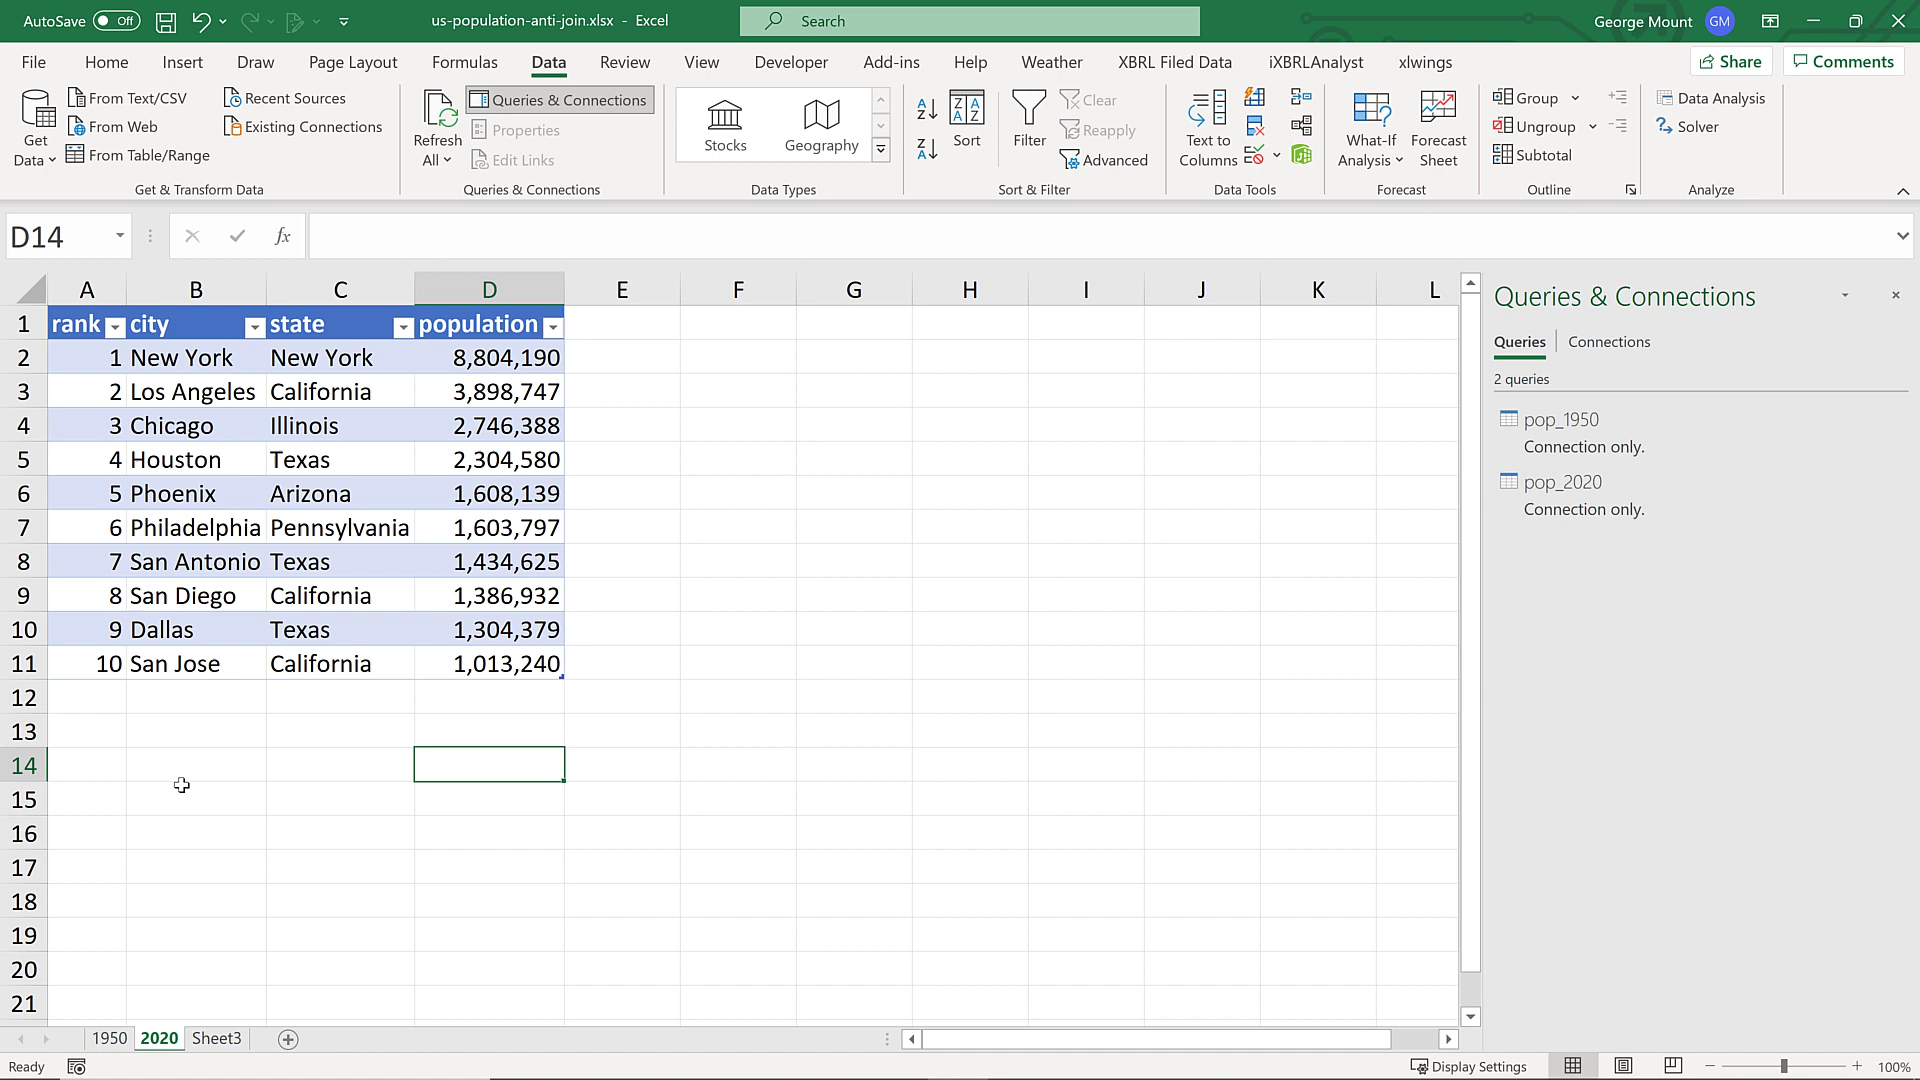 AutoSave Off us-population-anti-join.xlsx - Excel Search George Mount GM
File Home Insert Draw Page Layout Formulas Data Review View Developer Add-ins Help Weather XBRL Filed Data iXBRLAnalyst xlwings Share Comments
Get Data
From Text/CSV
From Web
From Table/Range
Recent Sources
Existing Connections
Get & Transform Data
Refresh All
Queries & Connections
Properties
Edit Links
Queries & Connections
Stocks Geography
Data Types
Sort
Filter
Clear
Reapply
Advanced
Sort & Filter
Text to Columns
Data Tools
What-If Analysis
Forecast Sheet
Forecast
Group
Ungroup
Subtotal
Outline
Data Analysis
Solver
Analyze
D14 fx
A B C D E F G H I J K L
1 rank city state population
2 1 New York New York 8,804,190
3 2 Los Angeles California 3,898,747
4 3 Chicago Illinois 2,746,388
5 4 Houston Texas 2,304,580
6 5 Phoenix Arizona 1,608,139
7 6 Philadelphia Pennsylvania 1,603,797
8 7 San Antonio Texas 1,434,625
9 8 San Diego California 1,386,932
10 9 Dallas Texas 1,304,379
11 10 San Jose California 1,013,240
12
13
14
15
16
17
18
19
20
21
Queries & Connections
Queries Connections
2 queries
pop_1950
Connection only.
pop_2020
Connection only.
1950 2020 Sheet3
Ready Display Settings 100%